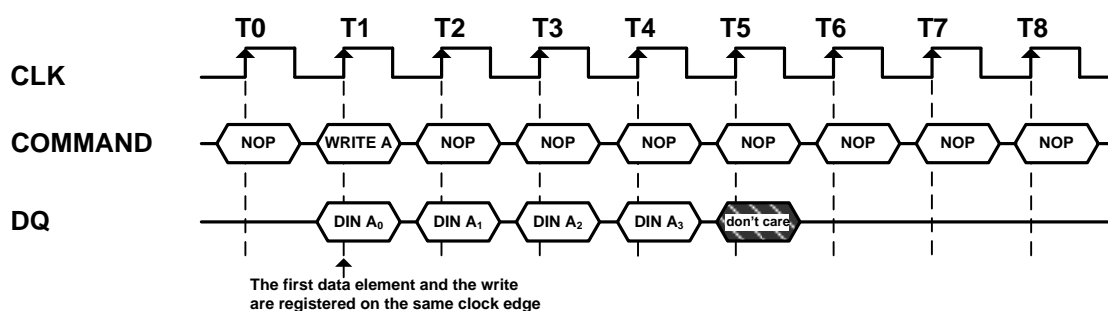 T0 T1 T2 T3 T4 T5 T6 T7 T8
CLK
COMMAND NOP WRITE A NOP NOP NOP NOP NOP NOP NOP
DQ DIN A₀ DIN A₁ DIN A₂ DIN A₃ don't care
The first data element and the write
are registered on the same clock edge